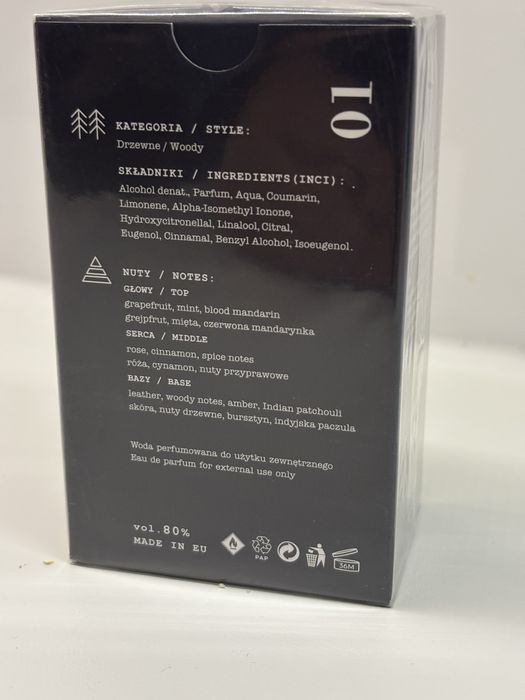 01
KATEGORIA / STYLE:
Drzewne / Woody
SKŁADNIKI / INGREDIENTS (INCI):
Alcohol denat., Parfum, Aqua, Coumarin,
Limonene, Alpha-Isomethyl Ionone,
Hydroxycitronellal, Linalool, Citral,
Eugenol, Cinnamal, Benzyl Alcohol, Isoeugenol.
NUTY / NOTES:
GŁOWY / TOP
grapefruit, mint, blood mandarin
grejpfrut, mięta, czerwona mandarynka
SERCA / MIDDLE
rose, cinnamon, spice notes
róża, cynamon, nuty przyprawowe
BAZY / BASE
leather, woody notes, amber, Indian patchouli
skóra, nuty drzewne, bursztyn, indyjska paczula
Woda perfumowana do użytku zewnętrznego
Eau de parfum for external use only
vol.80%
MADE IN EU
PAP
36M